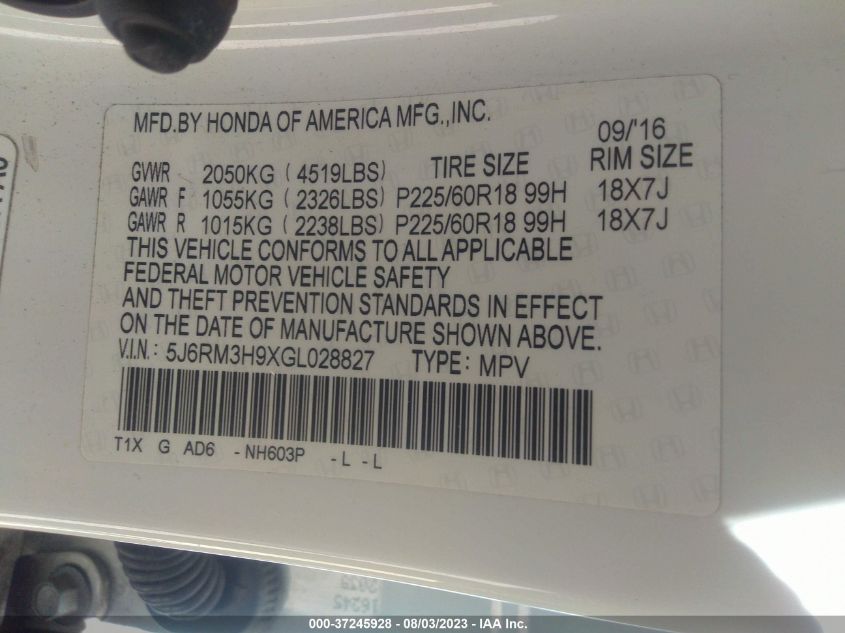 MFD.BY HONDA OF AMERICA MFG.,INC.
09/'16
GVWR 2050KG ( 4519LBS) TIRE SIZE RIM SIZE
GAWR F 1055KG ( 2326LBS) P225/60R18 99H 18X7J
GAWR R 1015KG ( 2238LBS) P225/60R18 99H 18X7J
THIS VEHICLE CONFORMS TO ALL APPLICABLE
FEDERAL MOTOR VEHICLE SAFETY
AND THEFT PREVENTION STANDARDS IN EFFECT
ON THE DATE OF MANUFACTURE SHOWN ABOVE.
V.I.N.: 5J6RM3H9XGL028827 TYPE: MPV
T1X G AD6 -NH603P -L -L
000-37245928 - 08/03/2023 - IAA Inc.